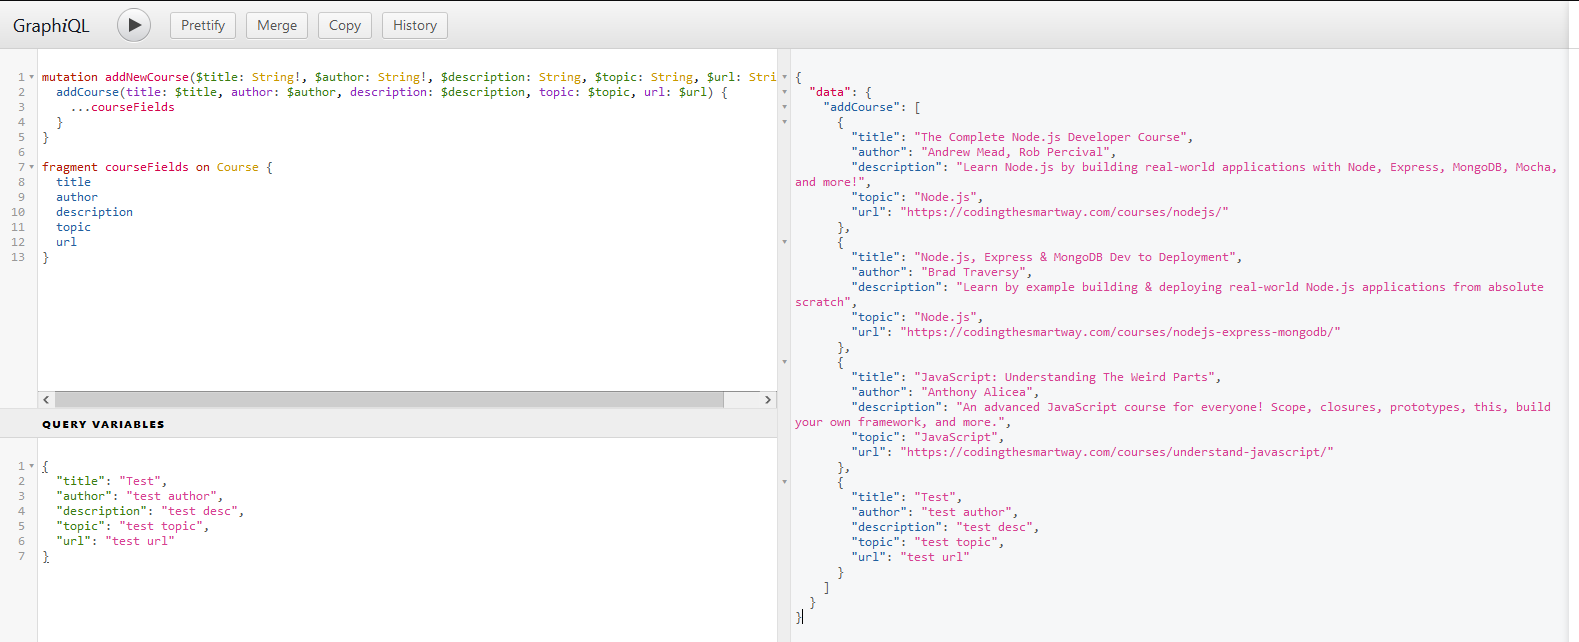 GraphiQL
Prettify
Merge
Copy
History
1 mutation addNewCourse($title: String!, $author: String!, $description: String, $topic: String, $url: Stri
2 addCourse(title: $title, author: $author, description: $description, topic: $topic, url: $url) {
3 ...courseFields
4 }
5 }
6
7 fragment courseFields on Course {
8 title
9 author
10 description
11 topic
12 url
13 }
QUERY VARIABLES
1 {
2 "title": "Test",
3 "author": "test author",
4 "description": "test desc",
5 "topic": "test topic",
6 "url": "test url"
7 }
{
"data": {
"addCourse": [
{
"title": "The Complete Node.js Developer Course",
"author": "Andrew Mead, Rob Percival",
"description": "Learn Node.js by building real-world applications with Node, Express, MongoDB, Mocha,
and more!",
"topic": "Node.js",
"url": "https://codingthesmartway.com/courses/nodejs/"
},
{
"title": "Node.js, Express & MongoDB Dev to Deployment",
"author": "Brad Traversy",
"description": "Learn by example building & deploying real-world Node.js applications from absolute
scratch",
"topic": "Node.js",
"url": "https://codingthesmartway.com/courses/nodejs-express-mongodb/"
},
{
"title": "JavaScript: Understanding The Weird Parts",
"author": "Anthony Alicea",
"description": "An advanced JavaScript course for everyone! Scope, closures, prototypes, this, build
your own framework, and more.",
"topic": "JavaScript",
"url": "https://codingthesmartway.com/courses/understand-javascript/"
},
{
"title": "Test",
"author": "test author",
"description": "test desc",
"topic": "test topic",
"url": "test url"
}
]
}
}